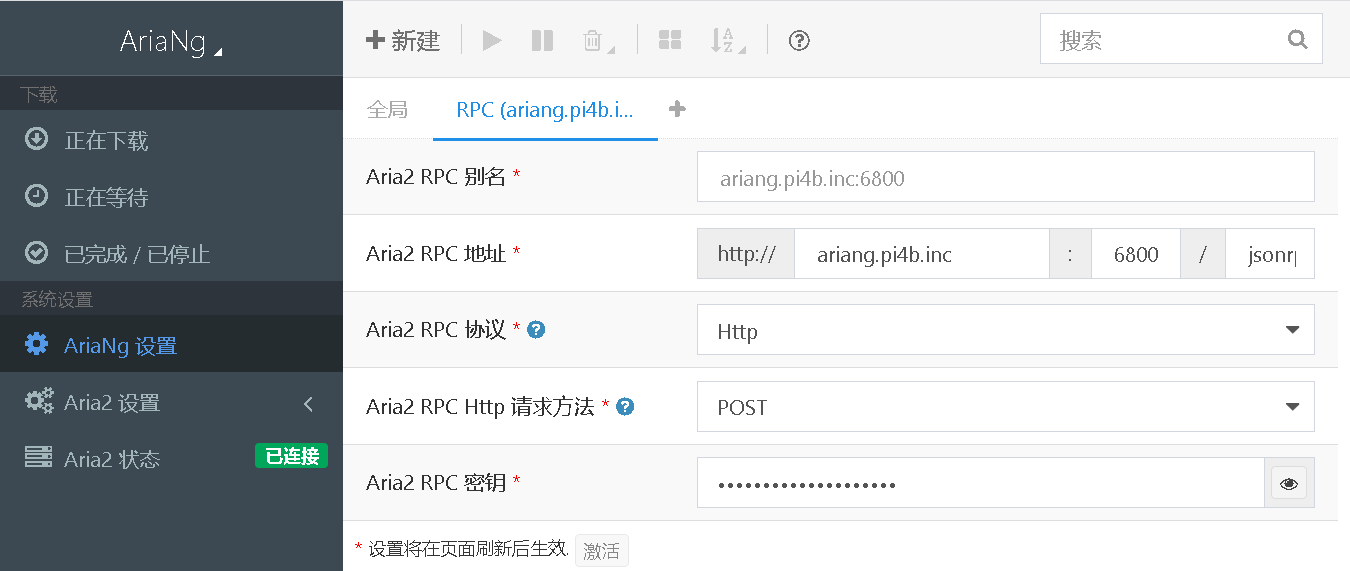 AriaNg
新建
搜索
下载
正在下载
正在等待
已完成 / 已停止
系统设置
AriaNg 设置
Aria2 设置
Aria2 状态 已连接
全局 RPC (ariang.pi4b.i...
Aria2 RPC 别名 * ariang.pi4b.inc:6800
Aria2 RPC 地址 * http:// ariang.pi4b.inc : 6800 / jsonr
Aria2 RPC 协议 * Http
Aria2 RPC Http 请求方法 * POST
Aria2 RPC 密钥 * ••••••••••••••••••••
* 设置将在页面刷新后生效. 激活